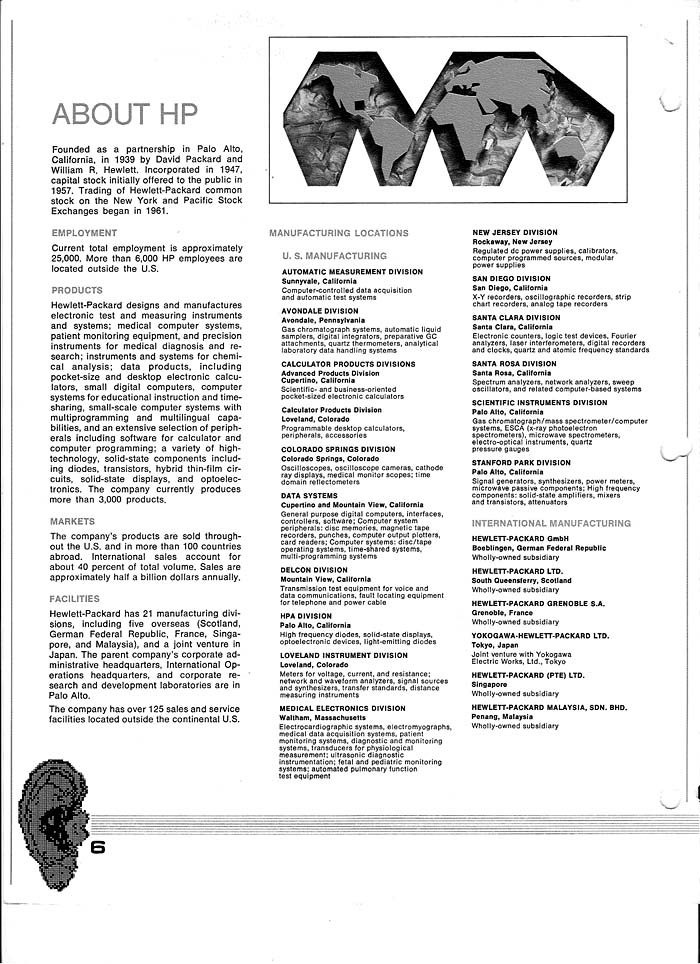 ABOUT HP
Founded as a partnership in Palo Alto,
California, in 1939 by David Packard and
William R. Hewlett. Incorporated in 1947,
capital stock initially offered to the public in
1957. Trading of Hewlett-Packard common
stock on the New York and Pacific Stock
Exchanges began in 1961.
EMPLOYMENT
Current total employment is approximately
25,000. More than 6,000 HP employees are
located outside the U.S.
PRODUCTS
Hewlett-Packard designs and manufactures
electronic test and measuring instruments
and systems; medical computer systems,
patient monitoring equipment, and precision
instruments for medical diagnosis and re-
search; instruments and systems for chemi-
cal analysis; data products, including
pocket-size and desktop electronic calcu-
lators, small digital computers, computer
systems for educational instruction and time-
sharing, small-scale computer systems with
multiprogramming and multilingual capa-
bilities, and an extensive selection of periph-
erals including software for calculator and
computer programming; a variety of high-
technology, solid-state components includ-
ing diodes, transistors, hybrid thin-film cir-
cuits, solid-state displays, and optoelec-
tronics. The company currently produces
more than 3,000 products.
MARKETS
The company's products are sold through-
out the U.S. and in more than 100 countries
abroad. International sales account for
about 40 percent of total volume. Sales are
approximately half a billion dollars annually.
FACILITIES
Hewlett-Packard has 21 manufacturing divi-
sions, including five overseas (Scotland,
German Federal Republic, France, Singa-
pore, and Malaysia), and a joint venture in
Japan. The parent company's corporate ad-
ministrative headquarters, International Op-
erations headquarters, and corporate re-
search and development laboratories are in
Palo Alto.
The company has over 125 sales and service
facilities located outside the continental U.S.
MANUFACTURING LOCATIONS
U. S. MANUFACTURING
AUTOMATIC MEASUREMENT DIVISION
Sunnyvale, California
Computer-controlled data acquisition
and automatic test systems
AVONDALE DIVISION
Avondale, Pennsylvania
Gas chromatograph systems, automatic liquid
samplers, digital integrators, preparative GC
attachments, quartz thermometers, analytical
laboratory data handling systems
CALCULATOR PRODUCTS DIVISIONS
Advanced Products Division
Cupertino, California
Scientific- and business-oriented
pocket-sized electronic calculators
Calculator Products Division
Loveland, Colorado
Programmable desktop calculators,
peripherals, accessories
COLORADO SPRINGS DIVISION
Colorado Springs, Colorado
Oscilloscopes, oscilloscope cameras, cathode
ray displays, medical monitor scopes; time
domain reflectometers
DATA SYSTEMS
Cupertino and Mountain View, California
General purpose digital computers, interfaces,
controllers, software; Computer system
peripherals: disc memories, magnetic tape
recorders, punches, computer output plotters,
card readers; Computer systems: disc/tape
operating systems, time-shared systems,
multi-programming systems
DELCON DIVISION
Mountain View, California
Transmission test equipment for voice and
data communications, fault locating equipment
for telephone and power cable
HPA DIVISION
Palo Alto, California
High frequency diodes, solid-state displays,
optoelectronic devices, light-emitting diodes
LOVELAND INSTRUMENT DIVISION
Loveland, Colorado
Meters for voltage, current, and resistance;
network and waveform analyzers, signal sources
and synthesizers, transfer standards, distance
measuring instruments
MEDICAL ELECTRONICS DIVISION
Waltham, Massachusetts
Electrocardiographic systems, electromyographs,
medical data acquisition systems, patient
monitoring systems, diagnostic and monitoring
systems, transducers for physiological
measurement; ultrasonic diagnostic
instrumentation; fetal and pediatric monitoring
systems; automated pulmonary function
test equipment
NEW JERSEY DIVISION
Rockaway, New Jersey
Regulated dc power supplies, calibrators,
computer programmed sources, modular
power supplies
SAN DIEGO DIVISION
San Diego, California
X-Y recorders, oscillographic recorders, strip
chart recorders, analog tape recorders
SANTA CLARA DIVISION
Santa Clara, California
Electronic counters, logic test devices, Fourier
analyzers, laser interferometers, digital recorders
and clocks, quartz and atomic frequency standards
SANTA ROSA DIVISION
Santa Rosa, California
Spectrum analyzers, network analyzers, sweep
oscillators, and related computer-based systems
SCIENTIFIC INSTRUMENTS DIVISION
Palo Alto, California
Gas chromatograph/mass spectrometer/computer
systems, ESCA (x-ray photoelectron
spectrometers), microwave spectrometers,
electro-optical instruments, quartz
pressure gauges
STANFORD PARK DIVISION
Palo Alto, California
Signal generators, synthesizers, power meters,
microwave passive components; High frequency
components: solid-state amplifiers, mixers
and transistors, attenuators
INTERNATIONAL MANUFACTURING
HEWLETT-PACKARD GmbH
Boeblingen, German Federal Republic
Wholly-owned subsidiary
HEWLETT-PACKARD LTD.
South Queensferry, Scotland
Wholly-owned subsidiary
HEWLETT-PACKARD GRENOBLE S.A.
Grenoble, France
Wholly-owned subsidiary
YOKOGAWA-HEWLETT-PACKARD LTD.
Tokyo, Japan
Joint venture with Yokogawa
Electric Works, Ltd., Tokyo
HEWLETT-PACKARD (PTE) LTD.
Singapore
Wholly-owned subsidiary
HEWLETT-PACKARD MALAYSIA, SDN. BHD.
Penang, Malaysia
Wholly-owned subsidiary
6